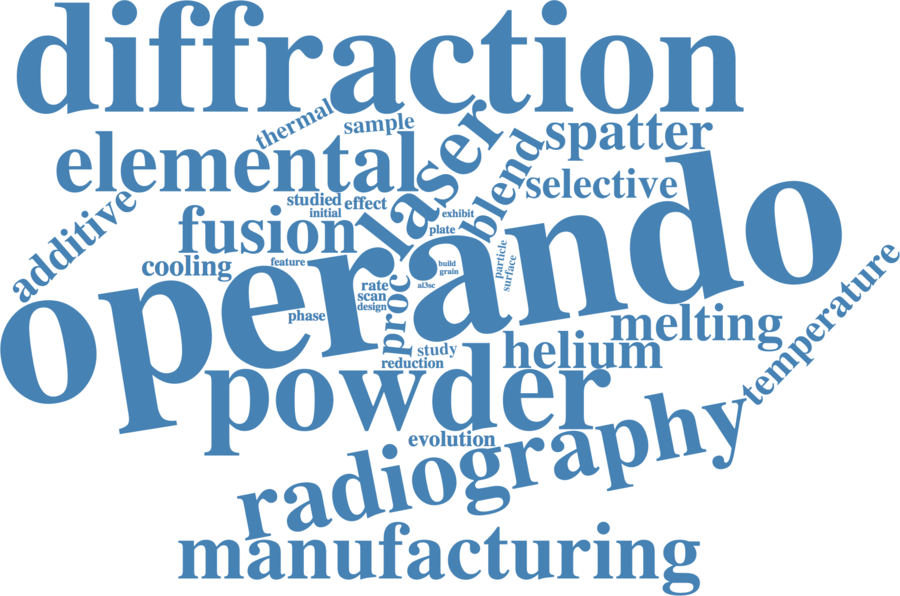 diffraction
thermal
sample
laser
spatter
elemental
blend
selective
additive
studied
effect
initial
exhibit
fusion
plate
operando
cooling
feature
build
grain
particle
surface
al3sc
rate
scan
design
proc
phase
temperature
melting
study
helium
reduction
powder
evolution
radiography
manufacturing